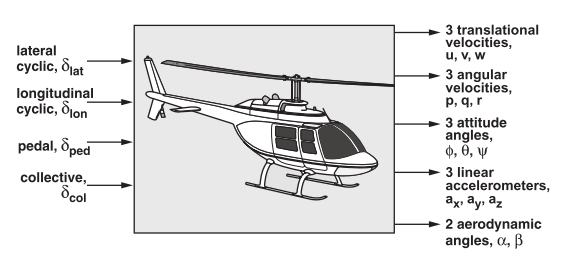 lateral
cyclic, δlat
longitudinal
cyclic, δlon
pedal, δped
collective,
δcol
3 translational
velocities,
u, v, w
3 angular
velocities,
p, q, r
3 attitude
angles,
ϕ, θ, ψ
3 linear
accelerometers,
ax, ay, az
2 aerodynamic
angles, α, β